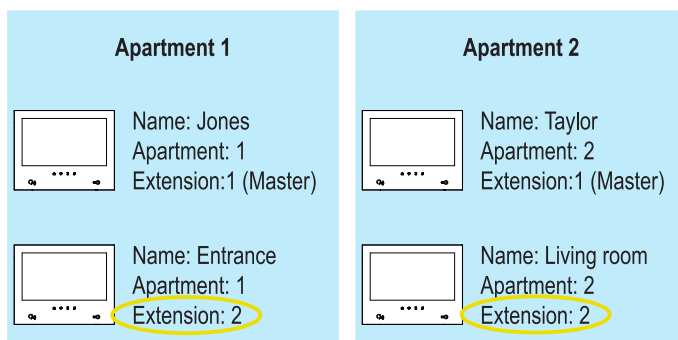 Apartment 1
Name: Jones
Apartment: 1
Extension:1 (Master)
Name: Entrance
Apartment: 1
Extension: 2
Apartment 2
Name: Taylor
Apartment: 2
Extension:1 (Master)
Name: Living room
Apartment: 2
Extension: 2